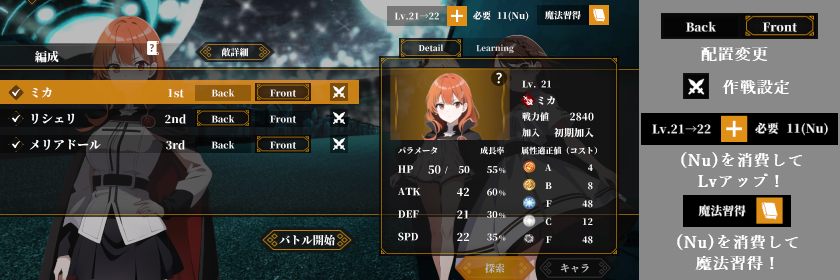 編成
?
敵詳細
ミカ 1st Back Front
リシェリ 2nd Back Front
メリアドール 3rd Back Front
バトル開始
Lv.21→22 + 必要 11(Nu) 魔法習得
Detail Learning
?
Lv. 21
ミカ
戦力値 2840
加入 初期加入
パラメータ 成長率
HP 50 / 50 55%
ATK 42 60%
DEF 21 30%
SPD 22 35%
属性適正値(コスト)
A 4
B 8
F 48
C 12
F 48
探索 キャラ
Back Front
配置変更
作戦設定
Lv.21→22 + 必要 11(Nu)
(Nu)を消費して
Lvアップ！
魔法習得
(Nu)を消費して
魔法習得！